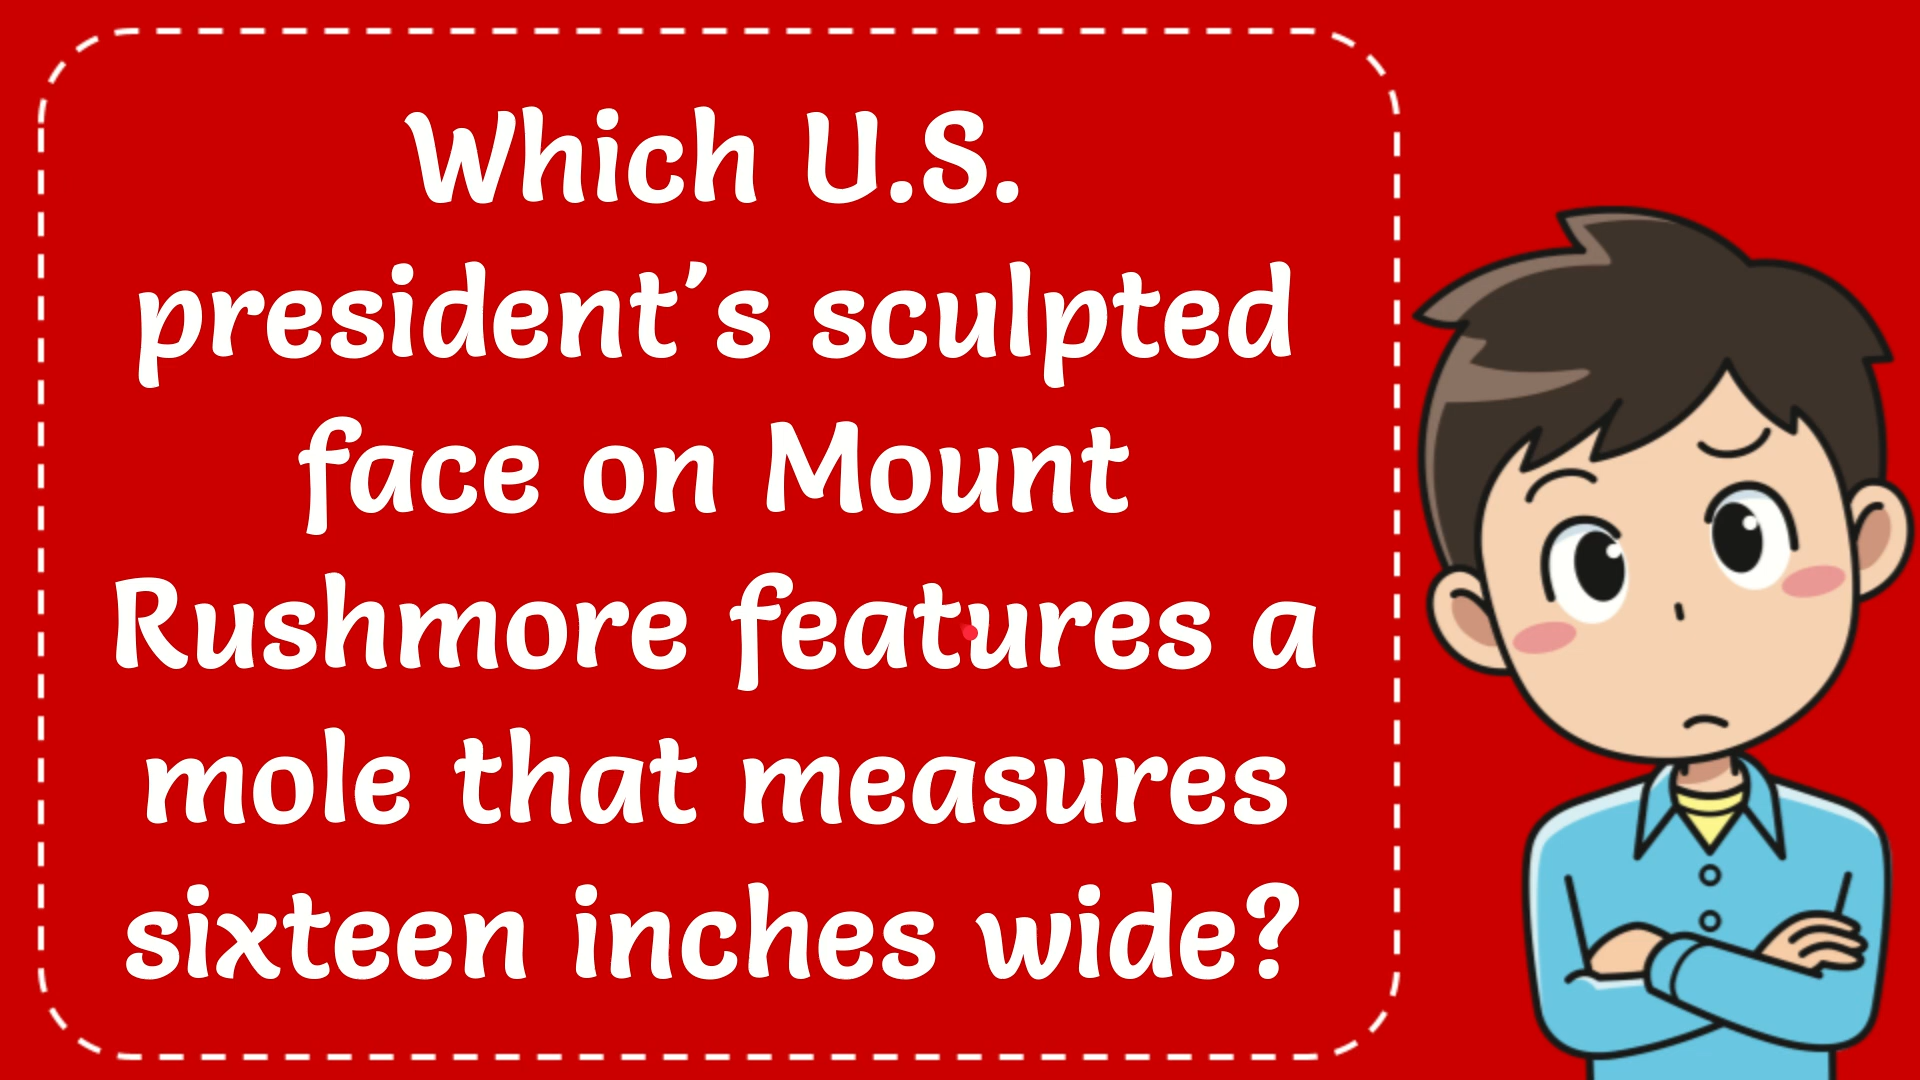 Which U.S.
president's sculpted
face on Mount
Rushmore features a
mole that measures
sixteen inches wide?